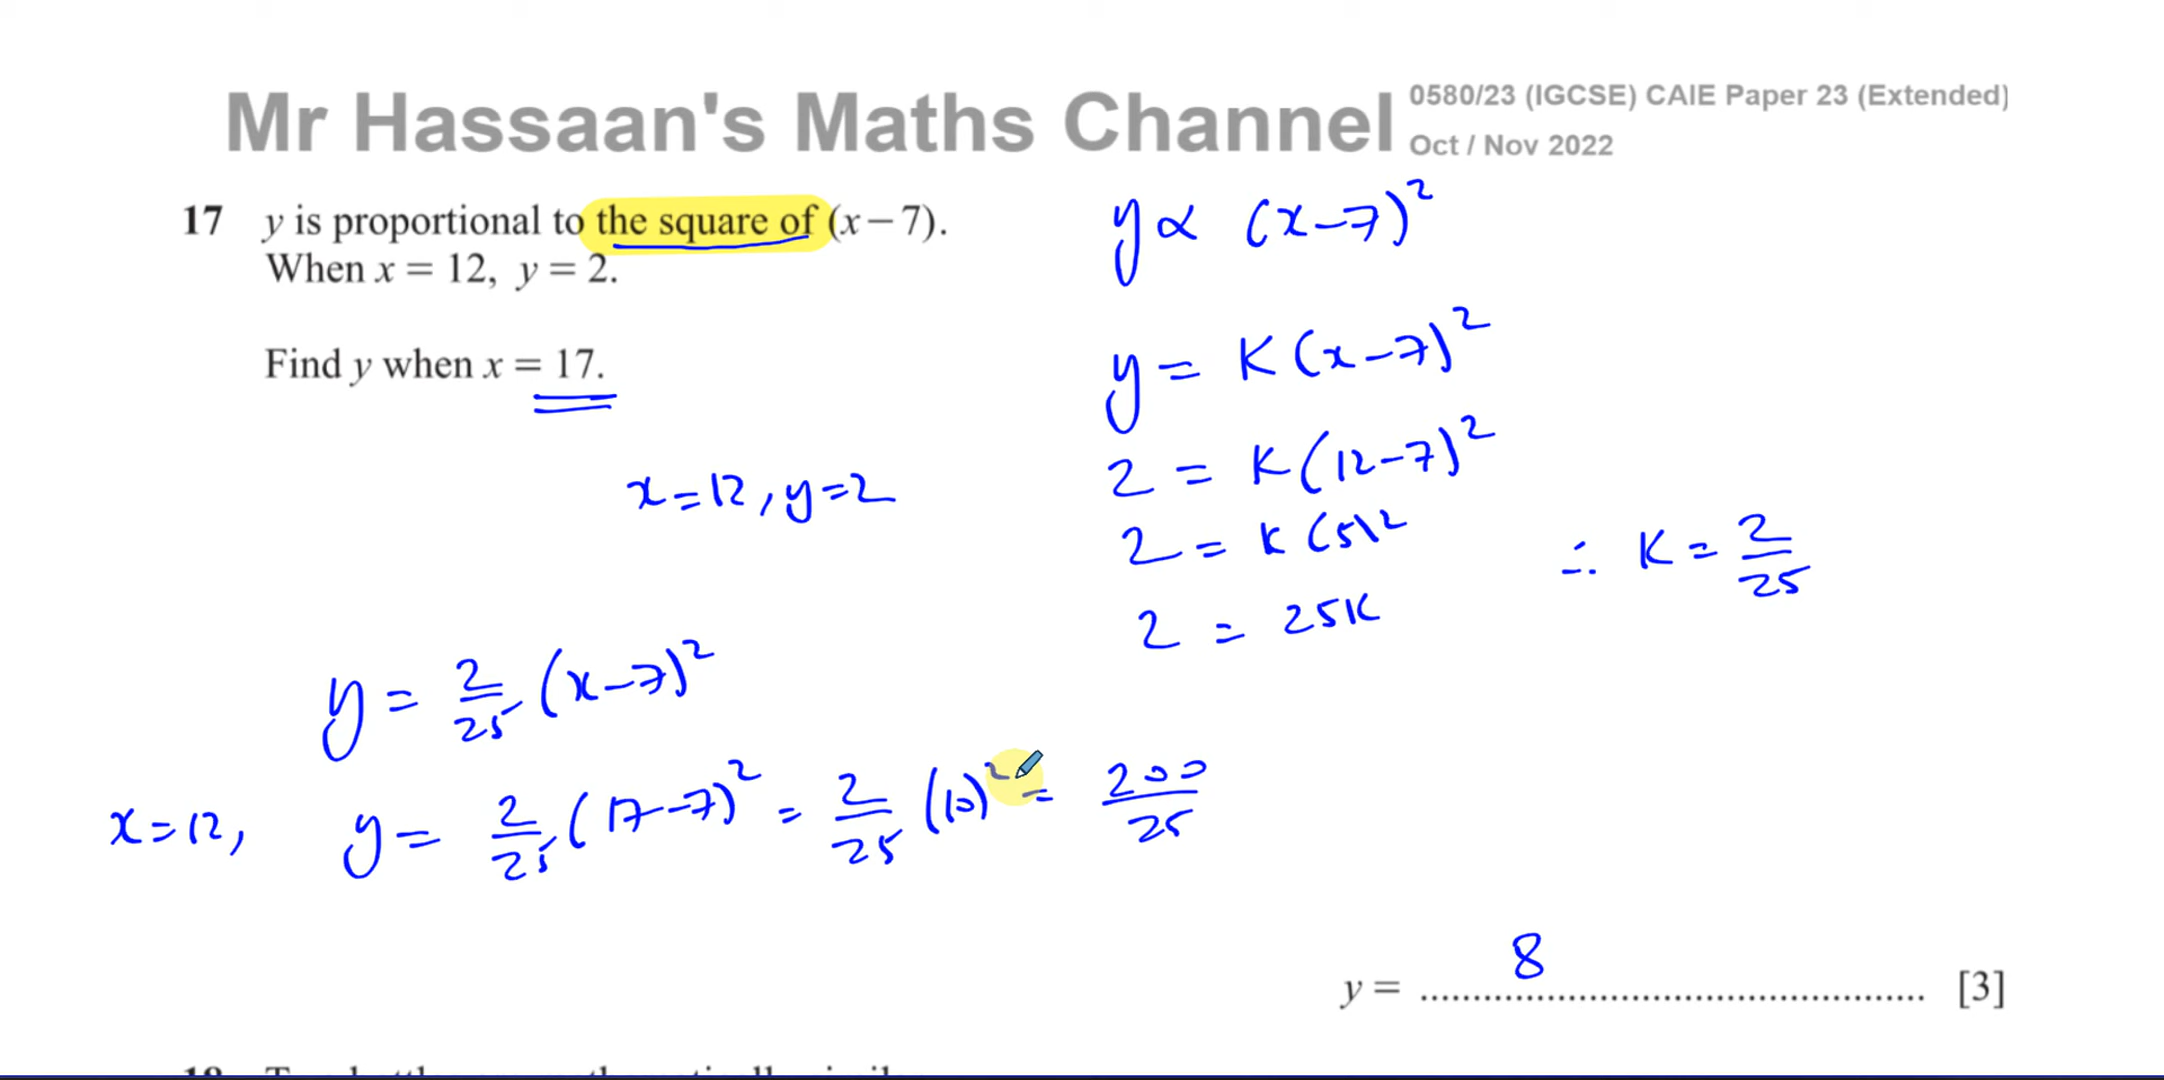 Mr Hassaan's Maths Channel
0580/23 (IGCSE) CAIE Paper 23 (Extended)
Oct / Nov 2022
17 y is proportional to the square of (x − 7).
When x = 12, y = 2.
Find y when x = 17.
y ∝ (x−7)²
y = K(x−7)²
x=12, y=2
2 = K(12−7)²
2 = K(5)²
2 = 25K
∴ K = 2/25
y = 2/25 (x−7)²
x=12, y = 2/25 (17−7)² = 2/25 (10)² = 200/25
8
y = .......................................................... [3]